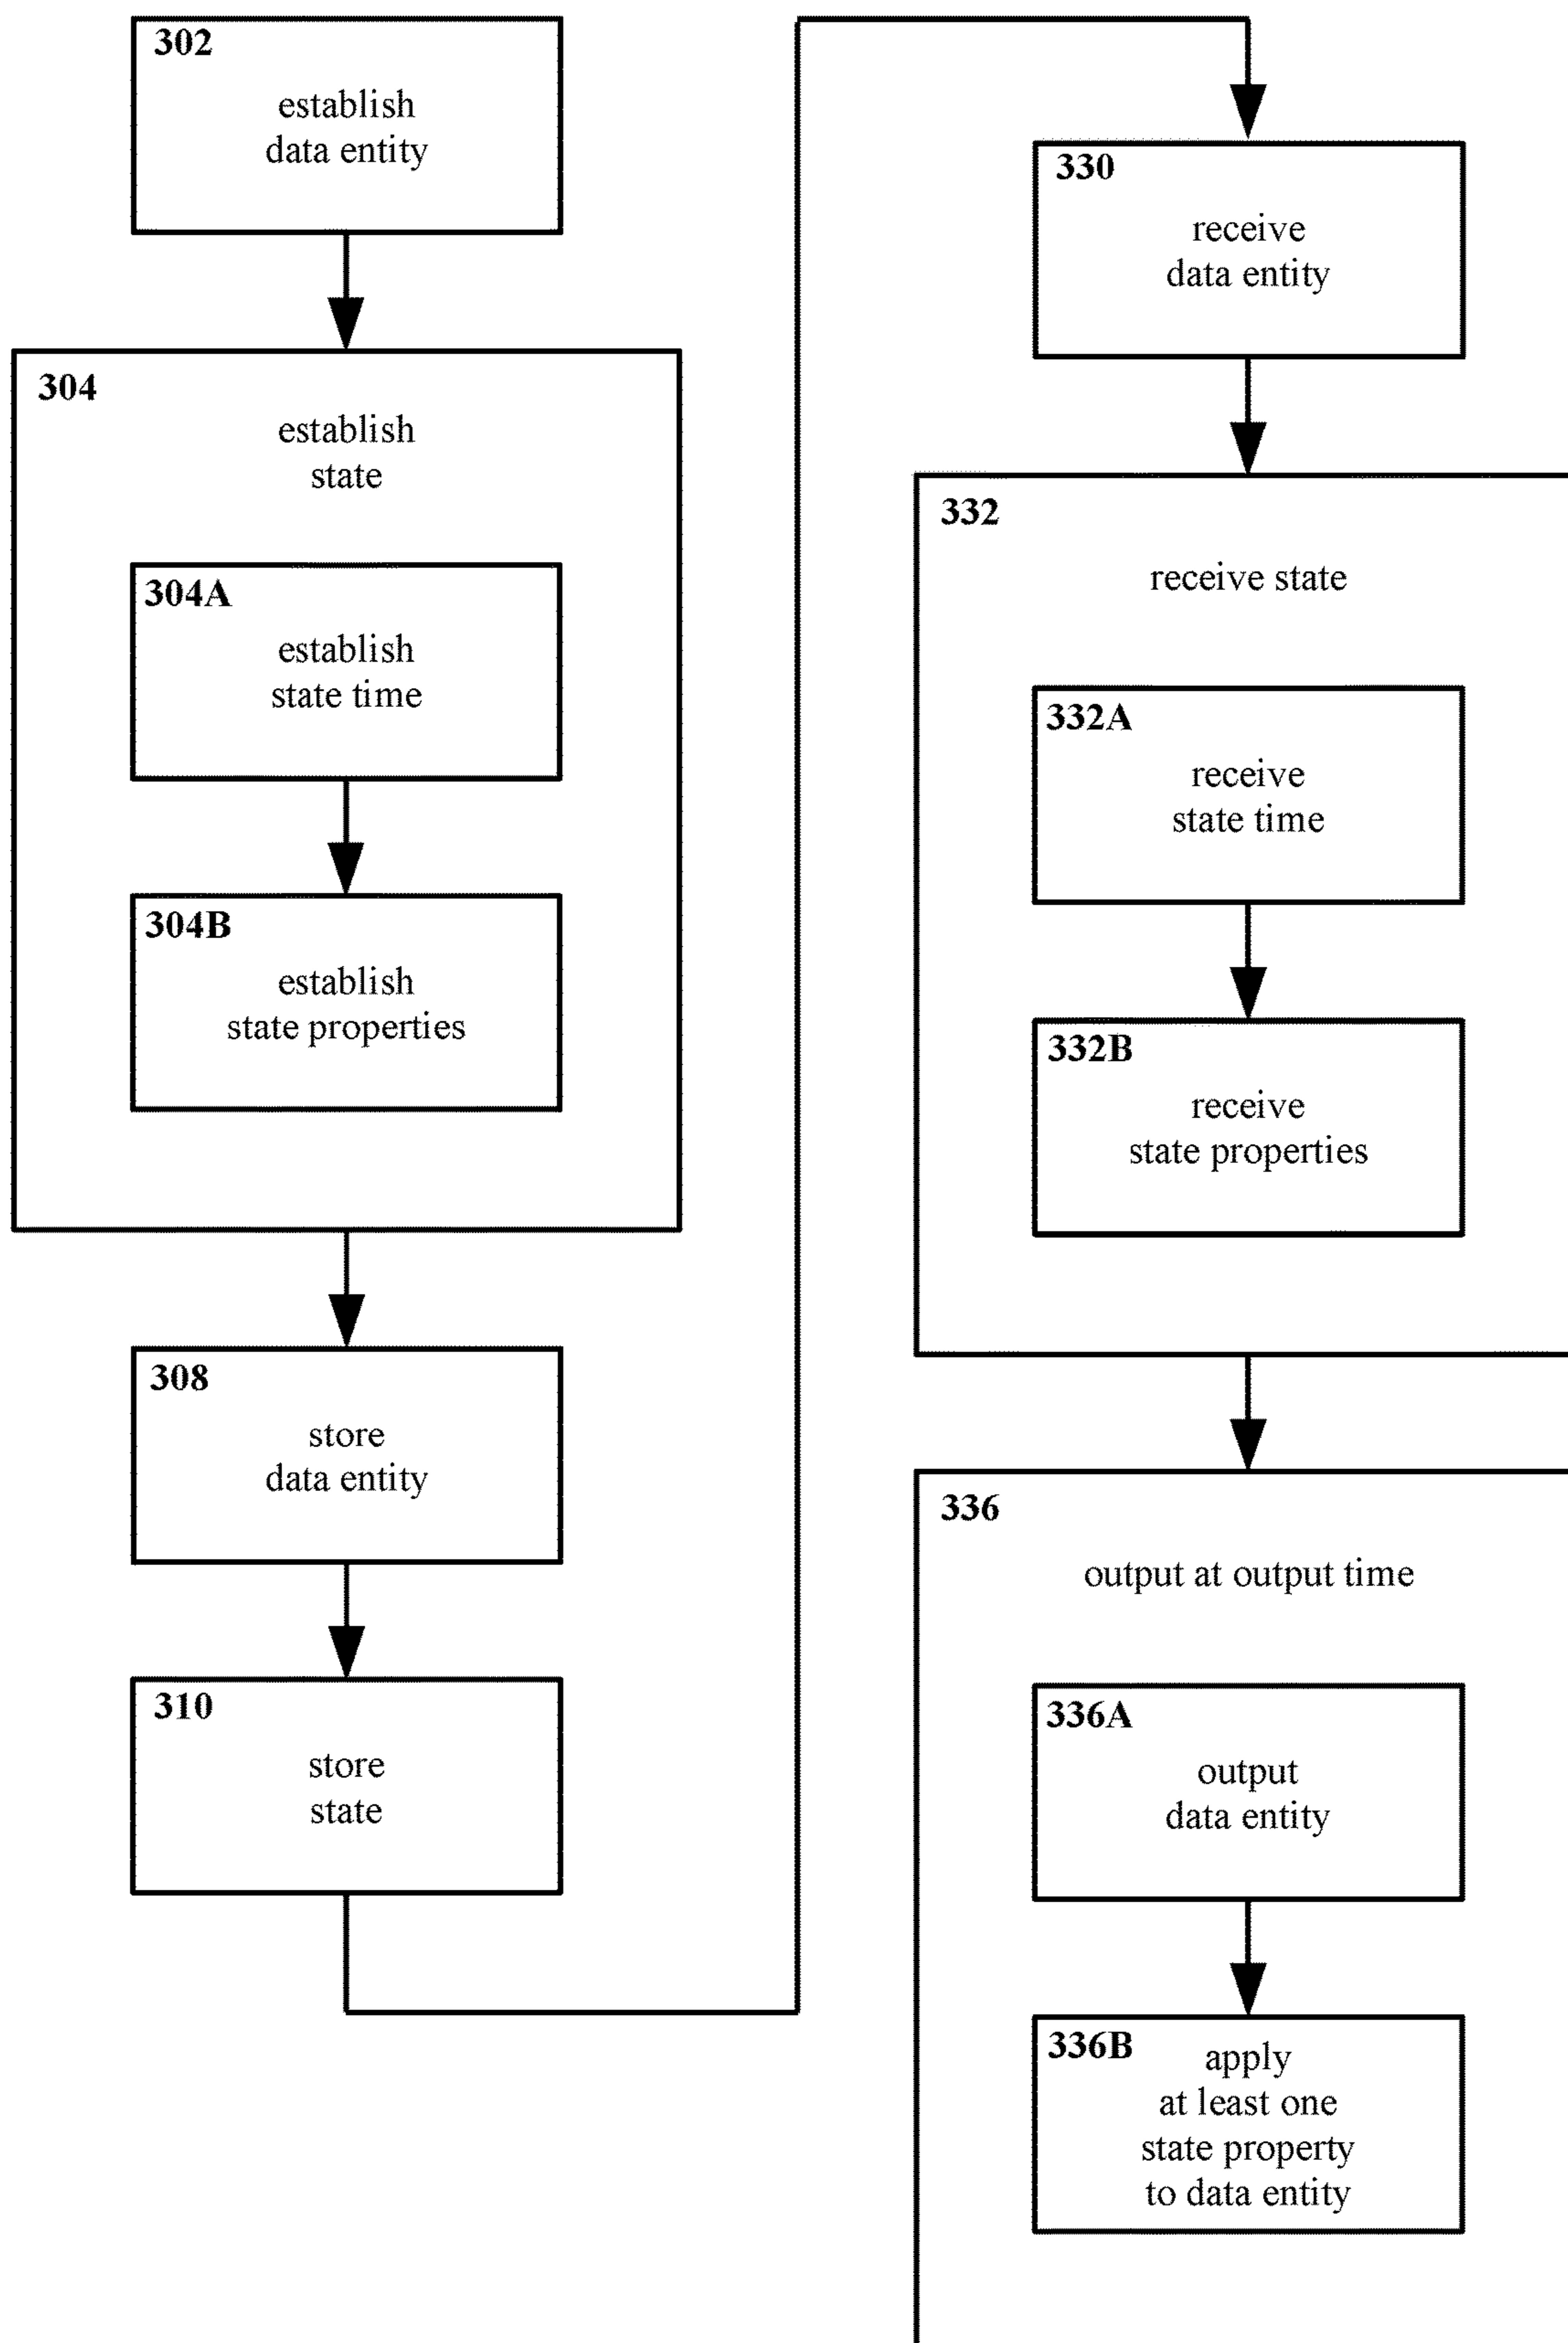 302
establish
data entity
304
establish
state
304A
establish
state time
304B
establish
state properties
308
store
data entity
310
store
state
330
receive
data entity
332
receive state
332A
receive
state time
332B
receive
state properties
336
output at output time
336A
output
data entity
336B
apply
at least one
state property
to data entity